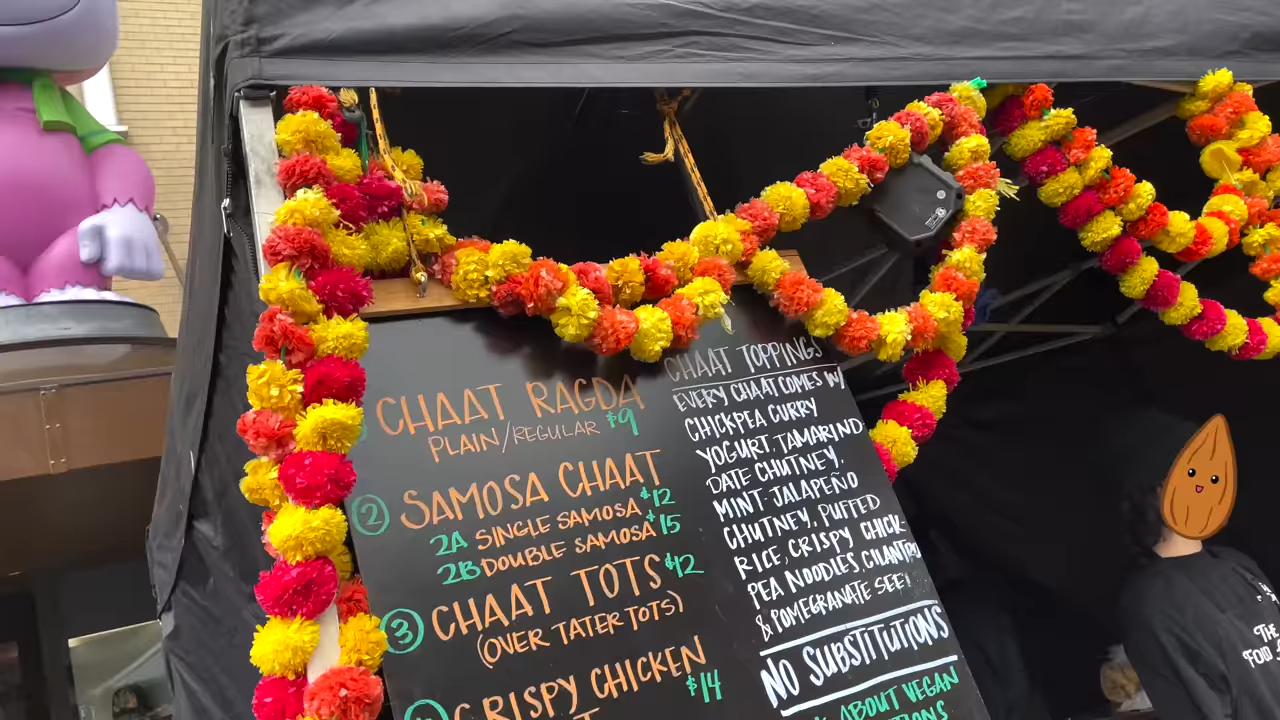 CHAAT RAGDA
PLAIN/REGULAR $9
2 SAMOSA CHAAT
2A SINGLE SAMOSA $12
2B DOUBLE SAMOSA $15
3 CHAAT TOTS $12
(OVER TATER TOTS)
CRISPY CHICKEN
$14
CHAAT TOPPINGS
EVERY CHAAT COMES W/
CHICKPEA CURRY
YOGURT, TAMARIND
DATE CHUTNEY,
MINT-JALAPEÑO
CHUTNEY, PUFFED
RICE, CRISPY CHICK-
PEA NOODLES, CILANTRO
& POMEGRANATE SEED
NO SUBSTITUTIONS
ABOUT VEGAN
THE